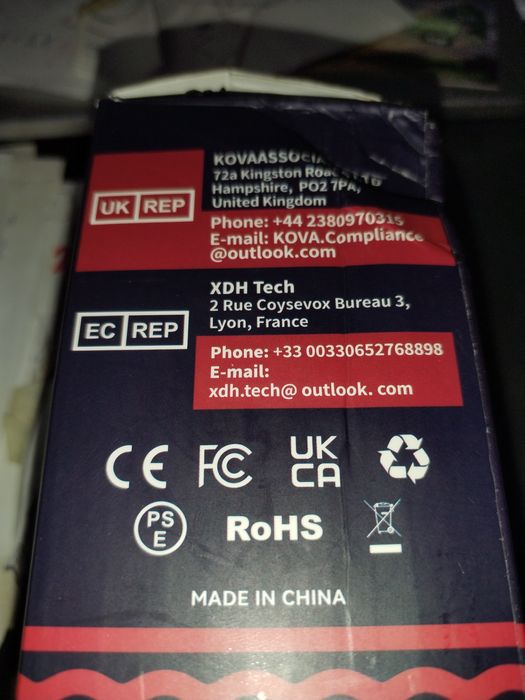 KOVAASSOCIA
72a Kingston Road
Hampshire, PO2 7PA,
United Kingdom
UK REP
Phone: +44 2380970315
E-mail: KOVA.Compliance
@outlook.com
XDH Tech
2 Rue Coysevox Bureau 3,
Lyon, France
EC REP
Phone: +33 00330652768898
E-mail:
xdh.tech@ outlook. com
CE FC UK
CA
PS
E
RoHS
MADE IN CHINA